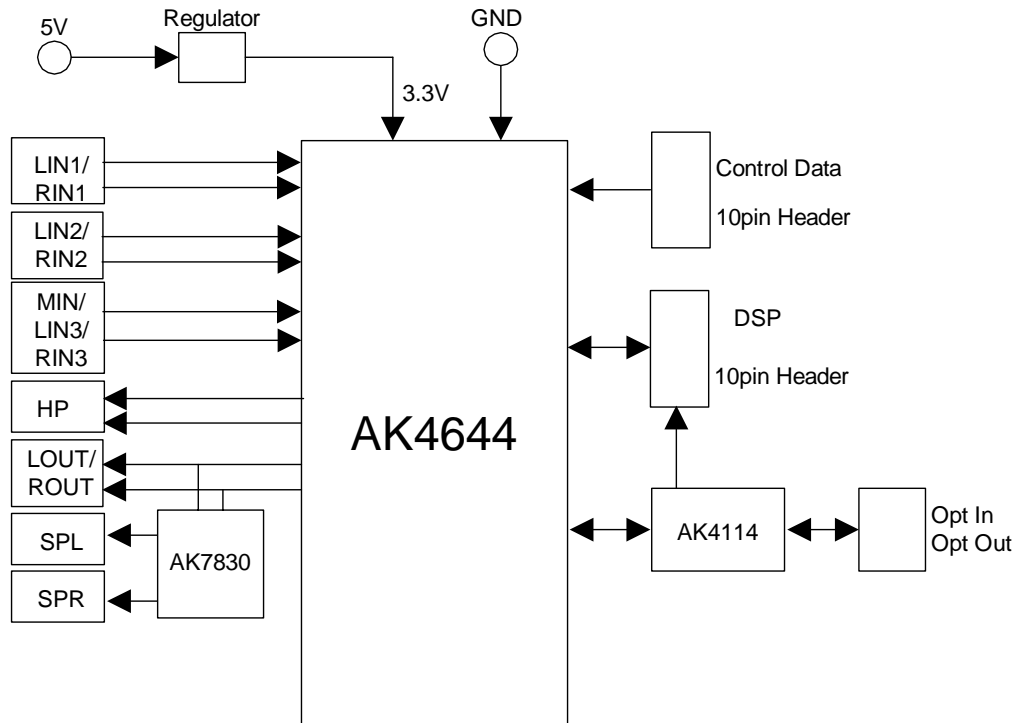 5V
Regulator
GND
3.3V
LIN1/
RIN1
LIN2/
RIN2
MIN/
LIN3/
RIN3
HP
LOUT/
ROUT
SPL
SPR
AK7830
AK4644
Control Data
10pin Header
DSP
10pin Header
AK4114
Opt In
Opt Out